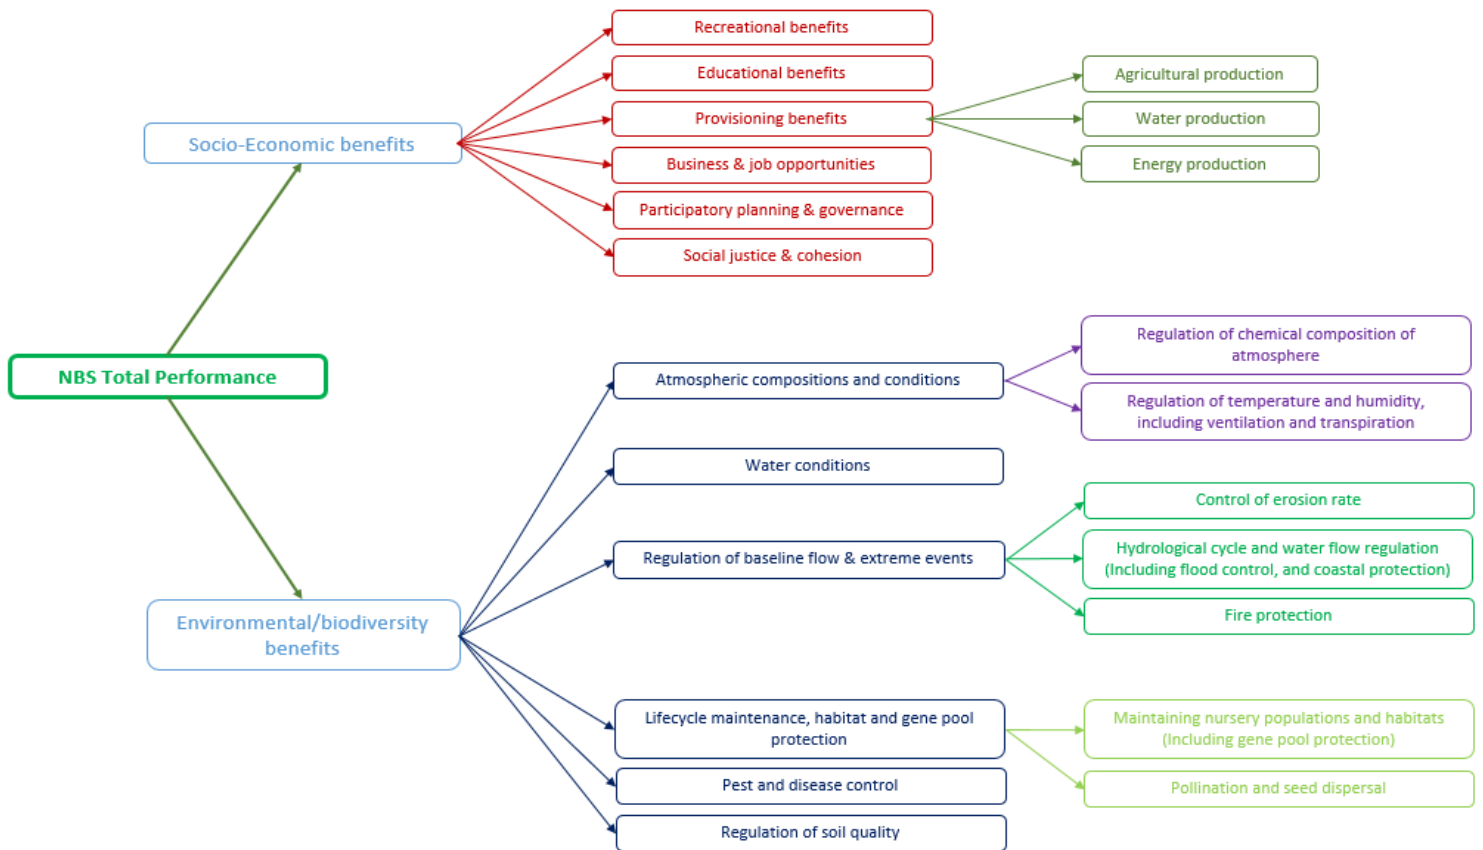 Recreational benefits
Educational benefits
Provisioning benefits
Business & job opportunities
Participatory planning & governance
Social justice & cohesion
Agricultural production
Water production
Energy production
Socio-Economic benefits
NBS Total Performance
Environmental/biodiversity
benefits
Atmospheric compositions and conditions
Water conditions
Regulation of baseline flow & extreme events
Lifecycle maintenance, habitat and gene pool
protection
Pest and disease control
Regulation of soil quality
Regulation of chemical composition of
atmosphere
Regulation of temperature and humidity,
including ventilation and transpiration
Control of erosion rate
Hydrological cycle and water flow regulation
(Including flood control, and coastal protection)
Fire protection
Maintaining nursery populations and habitats
(Including gene pool protection)
Pollination and seed dispersal